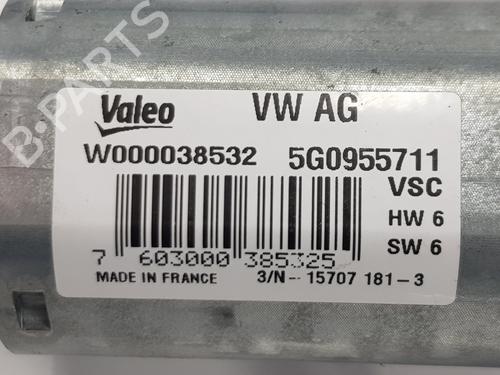 B-PARTS
Valeo VW AG
W000038532 5G0955711
VSC
HW 6
SW 6
7 603000 385325
MADE IN FRANCE 3/N - 15707 181-3